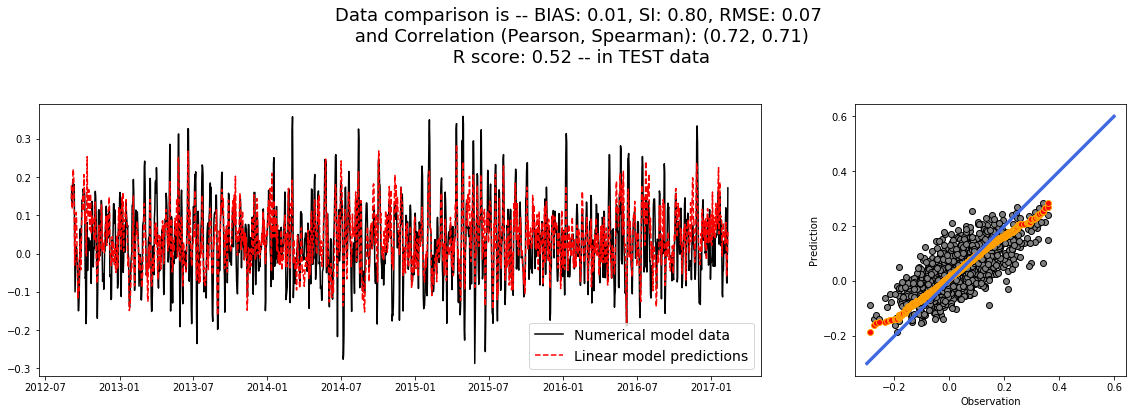 Data comparison is -- BIAS: 0.01, SI: 0.80, RMSE: 0.07
and Correlation (Pearson, Spearman): (0.72, 0.71)
R score: 0.52 -- in TEST data
0.3
0.2
0.1
0.0
−0.1
−0.2
−0.3
2012-07 2013-01 2013-07 2014-01 2014-07 2015-01 2015-07 2016-01 2016-07 2017-01
Numerical model data
Linear model predictions
Prediction
0.6
0.4
0.2
0.0
−0.2
−0.2 0.0 0.2 0.4 0.6
Observation